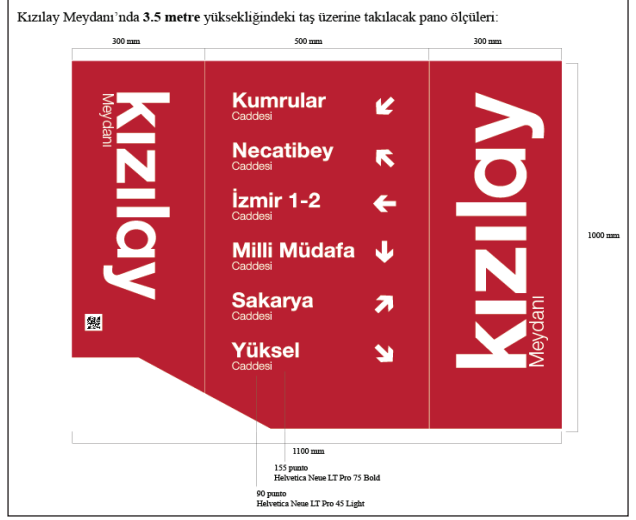 Kızılay Meydanı’nda 3.5 metre yüksekliğindeki taş üzerine takılacak pano ölçüleri:
300 mm
500 mm
300 mm
kızılay
Meydanı
Kumrular
Caddesi
Necatibey
Caddesi
İzmir 1-2
Caddesi
Milli Müdafa
Caddesi
Sakarya
Caddesi
Yüksel
Caddesi
kızılay
Meydanı
1000 mm
1100 mm
155 punto
Helvetica Neue LT Pro 75 Bold
90 punto
Helvetica Neue LT Pro 45 Light